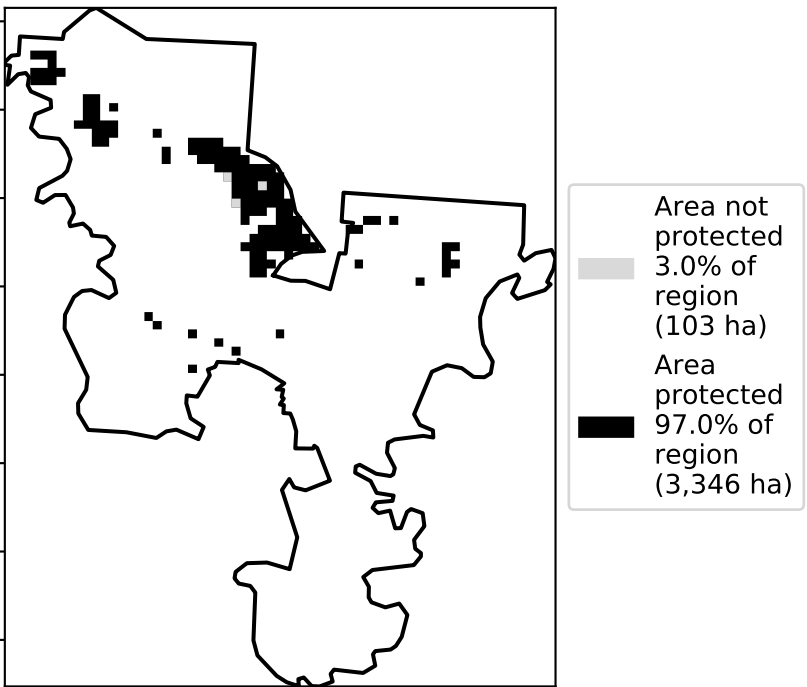 Area not
protected
3.0% of
region
(103 ha)
Area
protected
97.0% of
region
(3,346 ha)